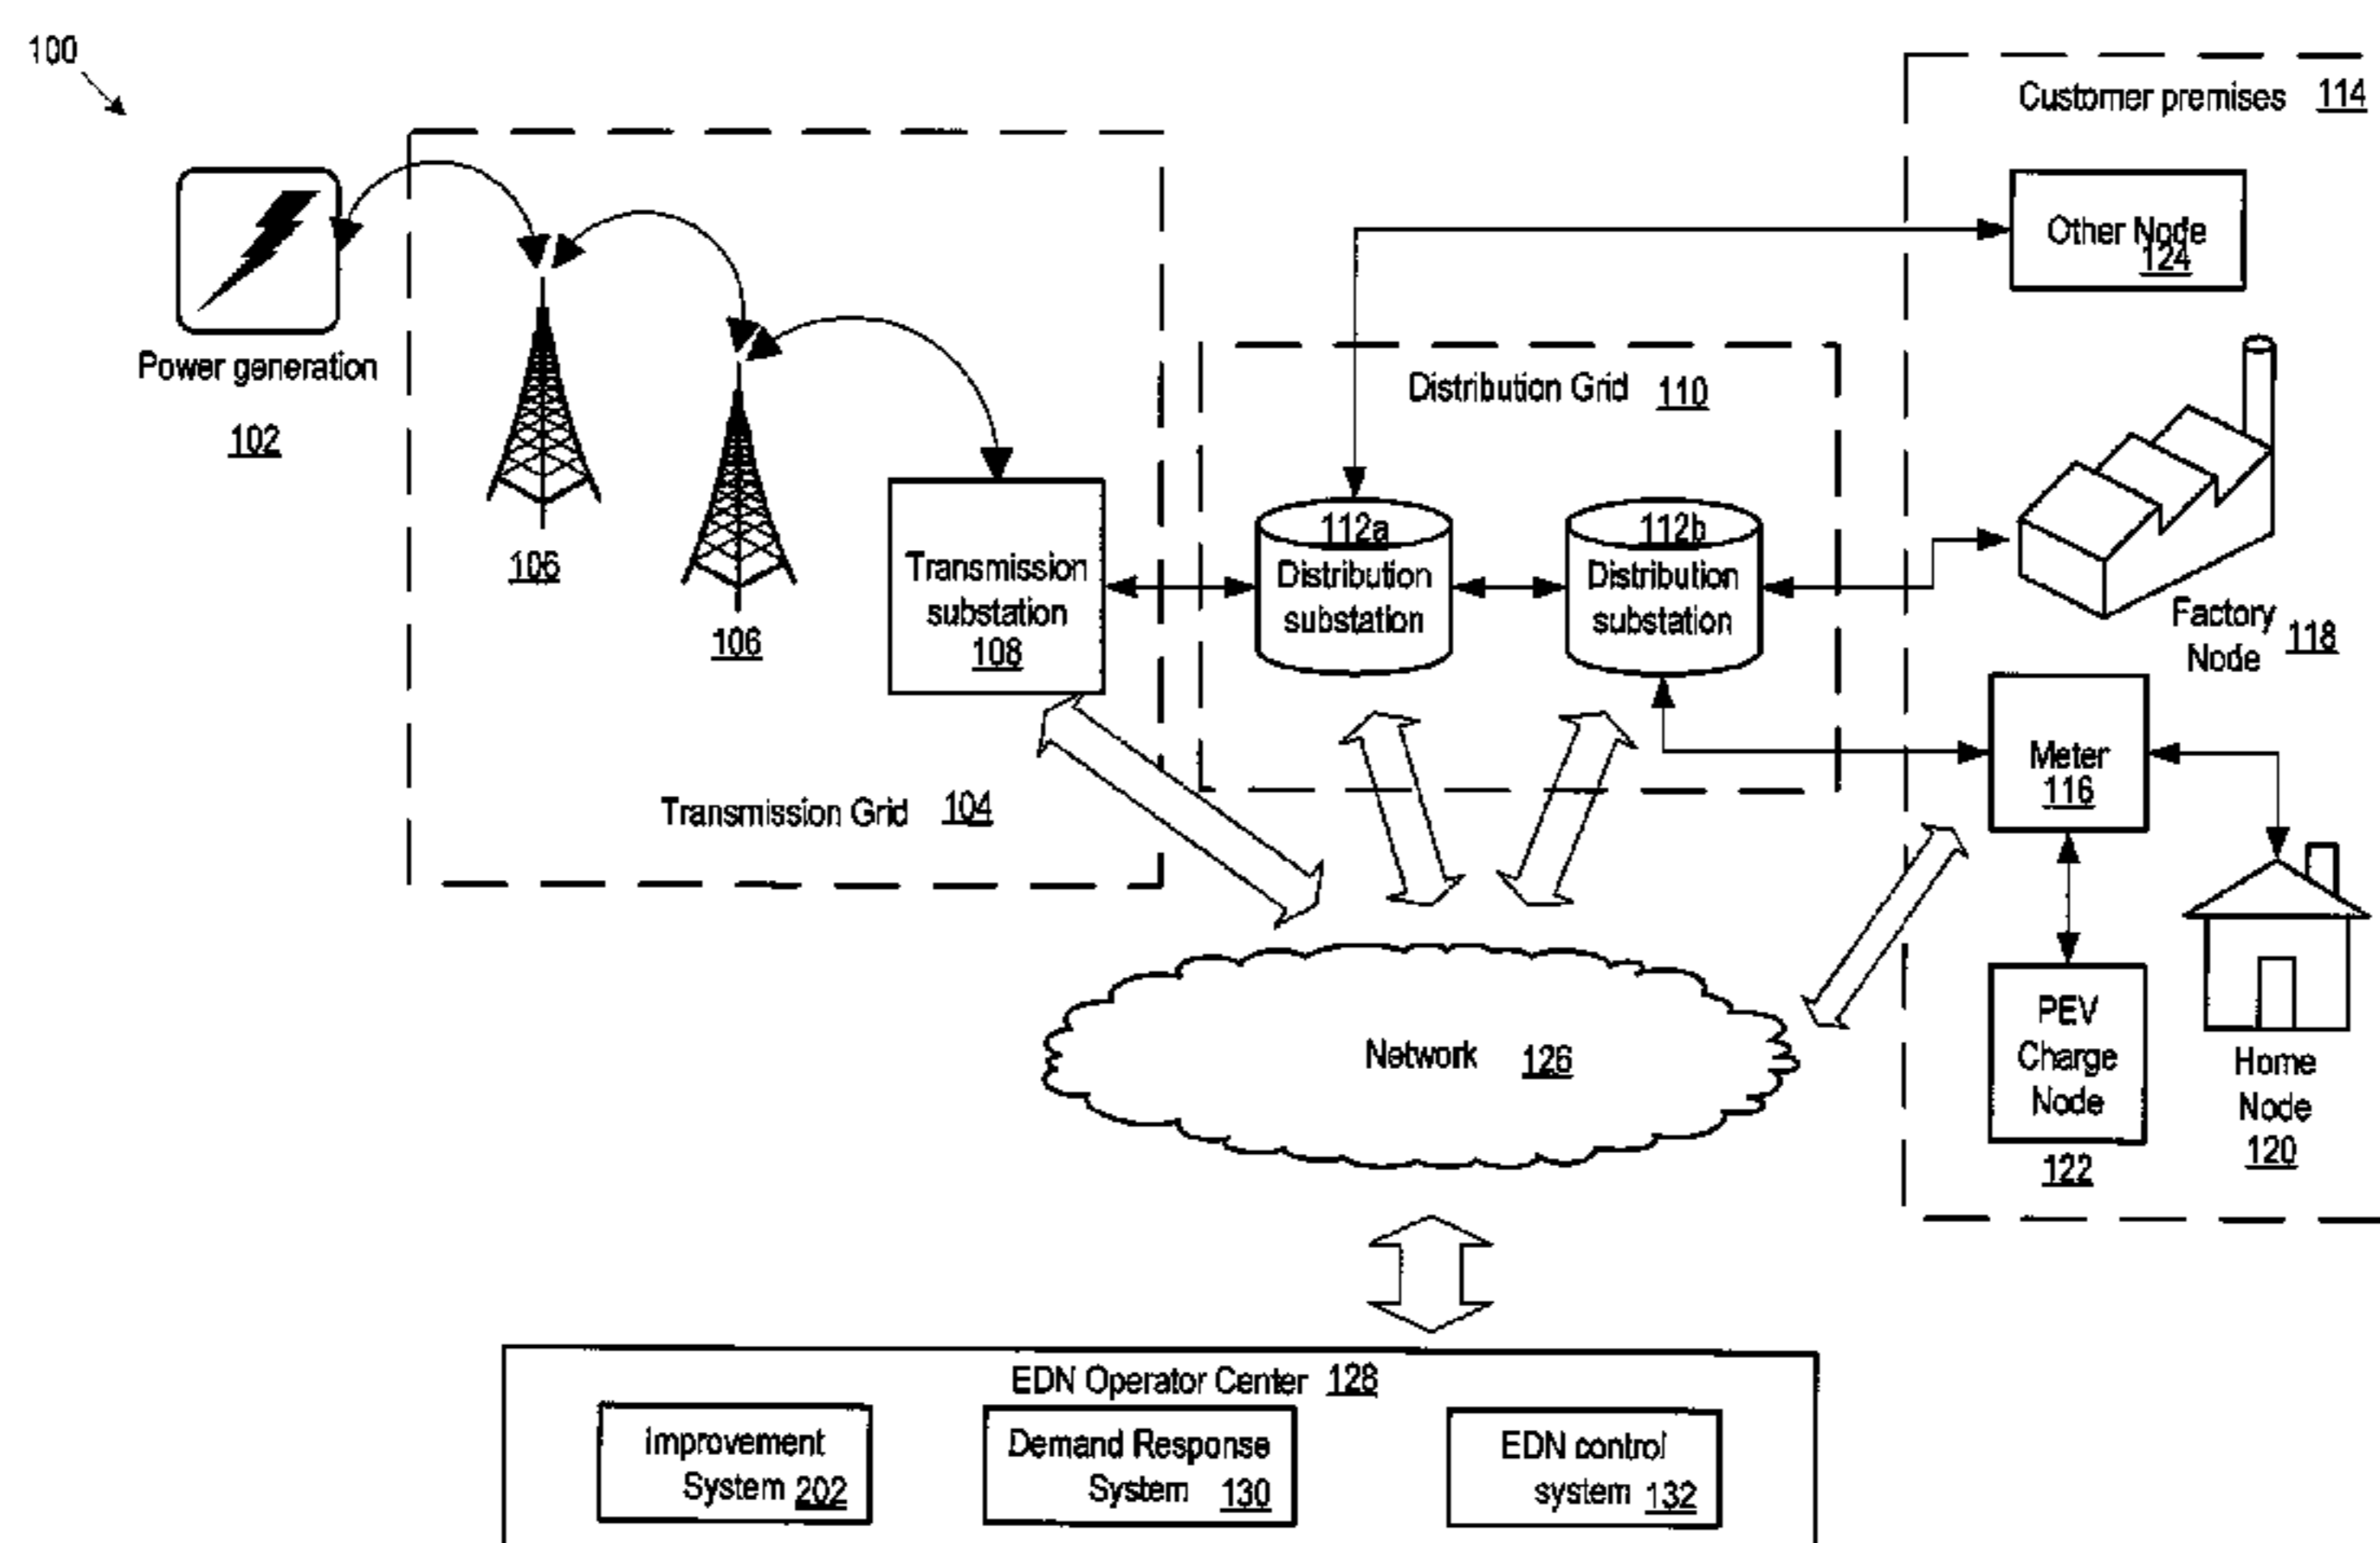 100
Customer premises 114
Other Node
124
Power generation
102
Distribution Grid 110
106
106
Transmission
substation
108
112a
Distribution
substation
112b
Distribution
substation
Factory
Node 118
Transmission Grid 104
Meter
116
Network 126
PEV
Charge
Node
122
Home
Node
120
EDN Operator Center 128
Improvement
System 202
Demand Response
System 130
EDN control
system 132